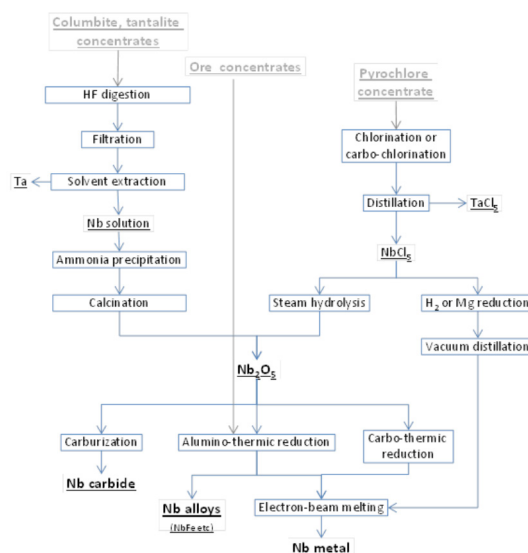 Columbite, tantalite
concentrates
Ore concentrates
Pyrochlore
concentrate
HF digestion
Filtration
Chlorination or
carbo-chlorination
Ta
Solvent extraction
Distillation
TaCl5
Nb solution
NbCl5
Ammonia precipitation
Calcination
Steam hydrolysis
H2 or Mg reduction
Vacuum distillation
Nb2O5
Carburization
Alumino-thermic reduction
Carbo-thermic
reduction
Nb carbide
Nb alloys
(NbFe etc)
Electron-beam melting
Nb metal